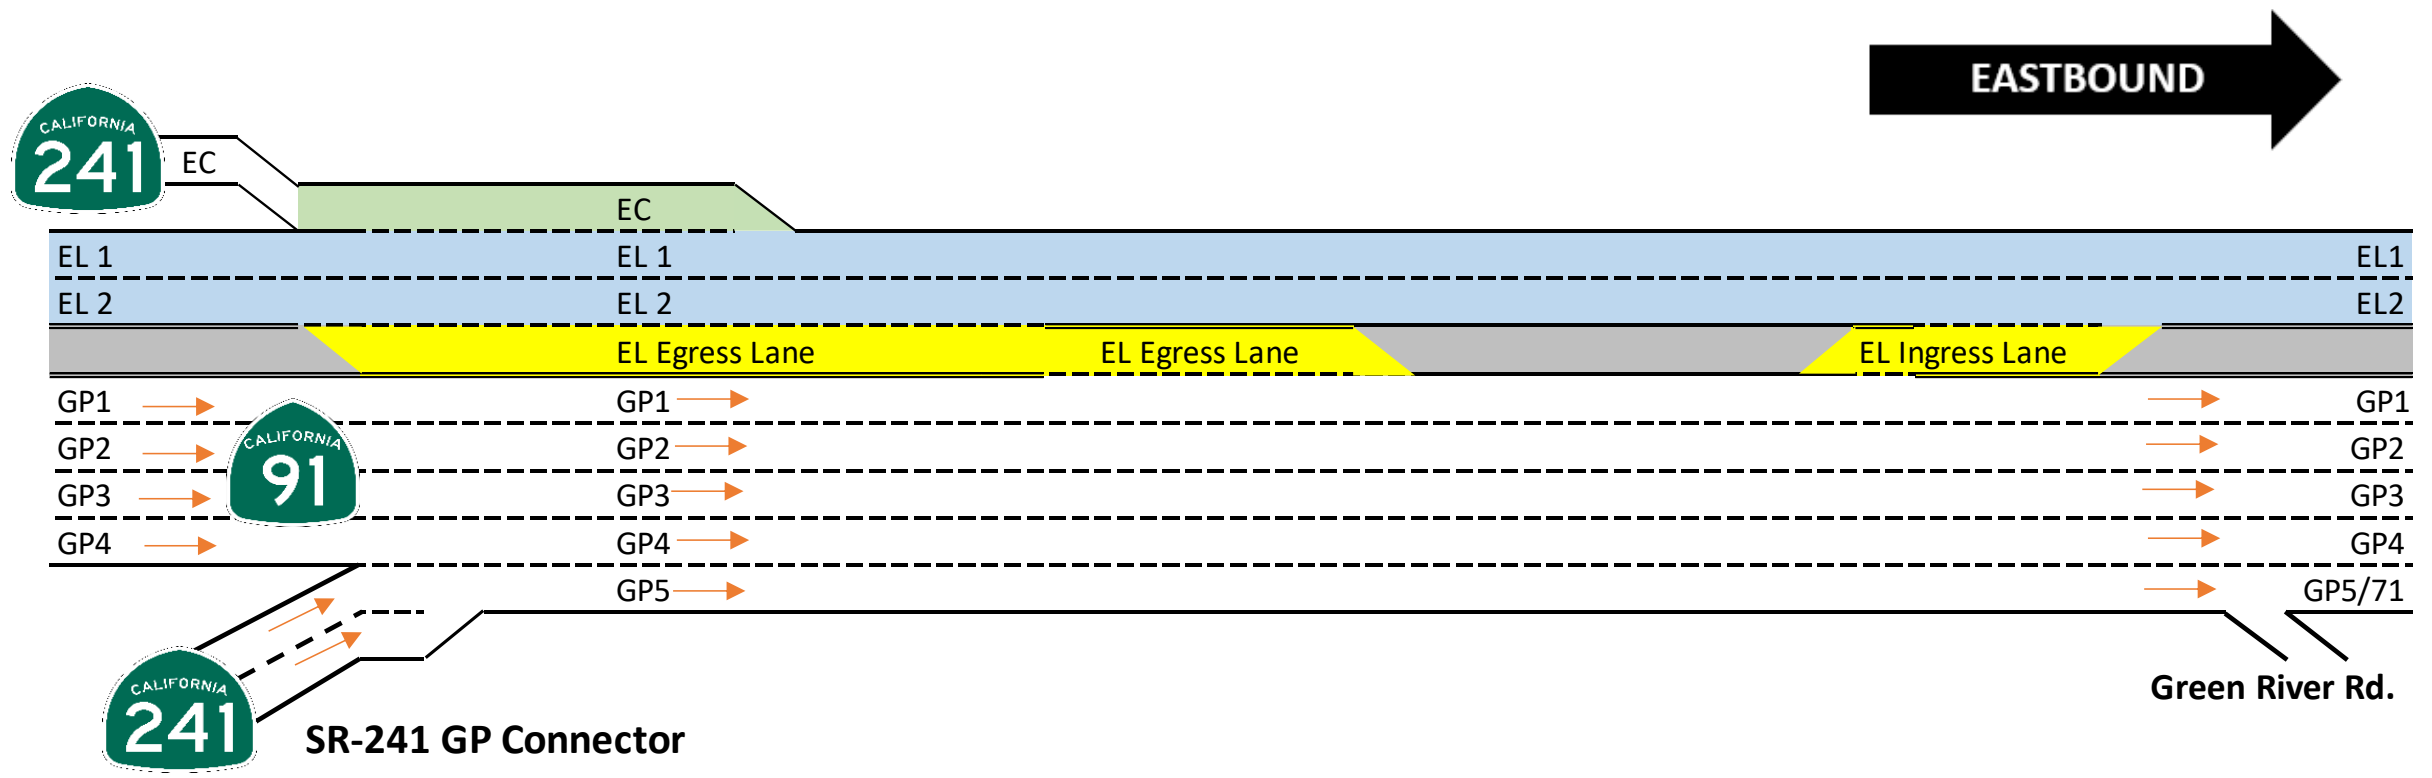 EASTBOUND
CALIFORNIA
241
EC
EC
EL 1
EL 1
EL1
EL 2
EL 2
EL2
EL Egress Lane
EL Egress Lane
EL Ingress Lane
GP1
GP1
GP1
CALIFORNIA
91
GP2
GP2
GP2
GP3
GP3
GP3
GP4
GP4
GP4
GP5
GP5/71
CALIFORNIA
241
SR-241 GP Connector
Green River Rd.